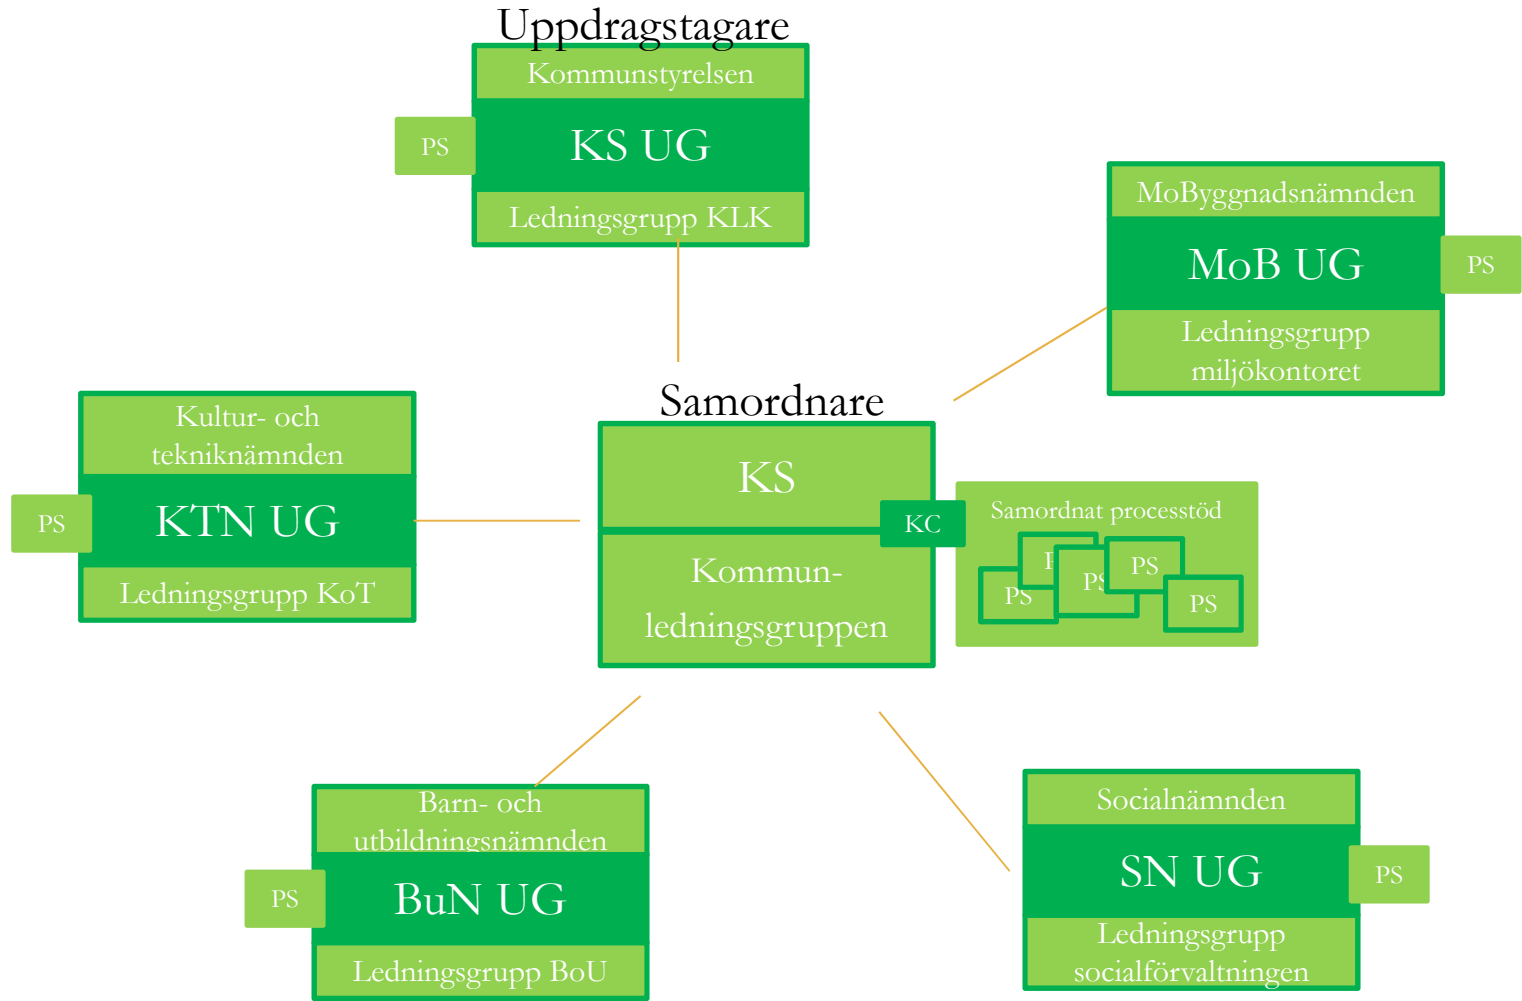 Uppdragstagare
Kommunstyrelsen
PS
KS UG
Ledningsgrupp KLK
MoByggnadsnämnden
MoB UG
PS
Ledningsgrupp
miljökontoret
Samordnare
KS
KC
Kommun-
ledningsgruppen
Samordnat processtöd
PS
PS
PS
PS
Kultur- och
tekniknämnden
PS
KTN UG
Ledningsgrupp KoT
Barn- och
utbildningsnämnden
PS
BuN UG
Ledningsgrupp BoU
Socialnämnden
SN UG
PS
Ledningsgrupp
socialförvaltningen